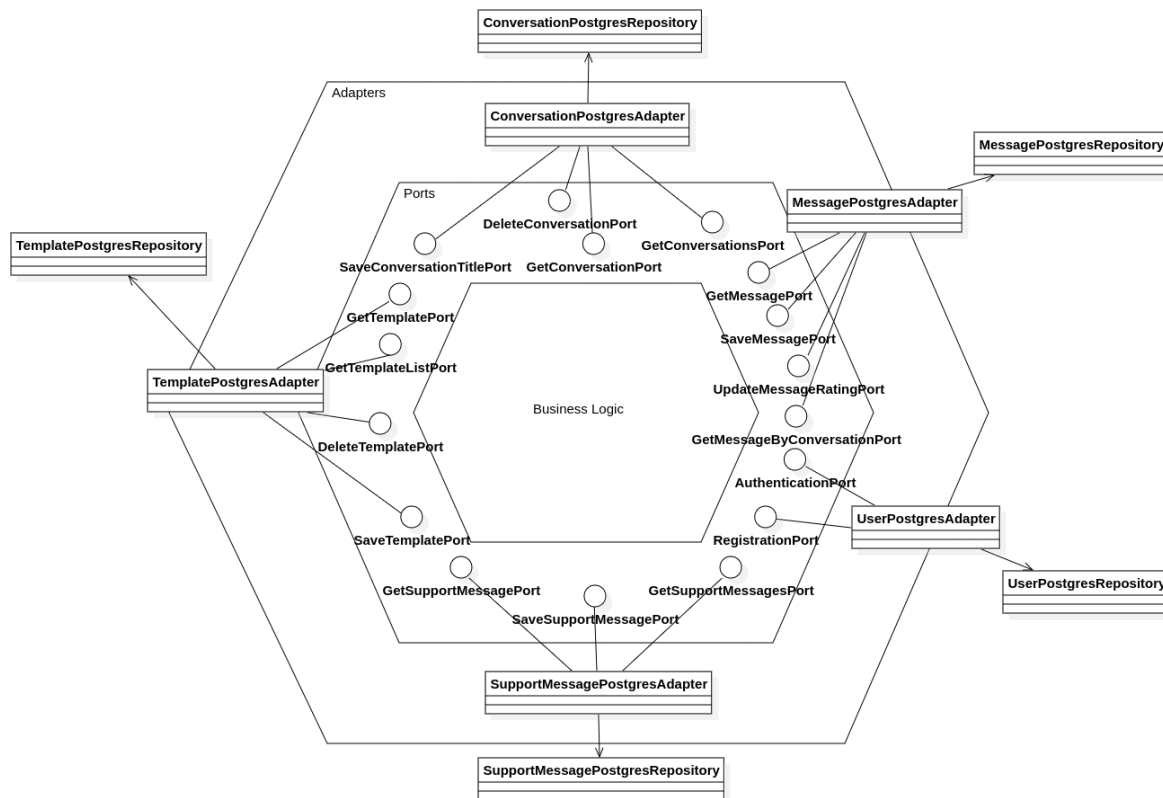 ConversationPostgresRepository
Adapters
ConversationPostgresAdapter
MessagePostgresRepository
Ports
MessagePostgresAdapter
DeleteConversationPort
TemplatePostgresRepository
GetConversationsPort
SaveConversationTitlePort
GetConversationPort
GetMessagePort
GetTemplatePort
SaveMessagePort
GetTemplateListPort
TemplatePostgresAdapter
UpdateMessageRatingPort
Business Logic
GetMessageByConversationPort
DeleteTemplatePort
AuthenticationPort
UserPostgresAdapter
SaveTemplatePort
RegistrationPort
UserPostgresRepository
GetSupportMessagePort
GetSupportMessagesPort
SaveSupportMessagePort
SupportMessagePostgresAdapter
SupportMessagePostgresRepository